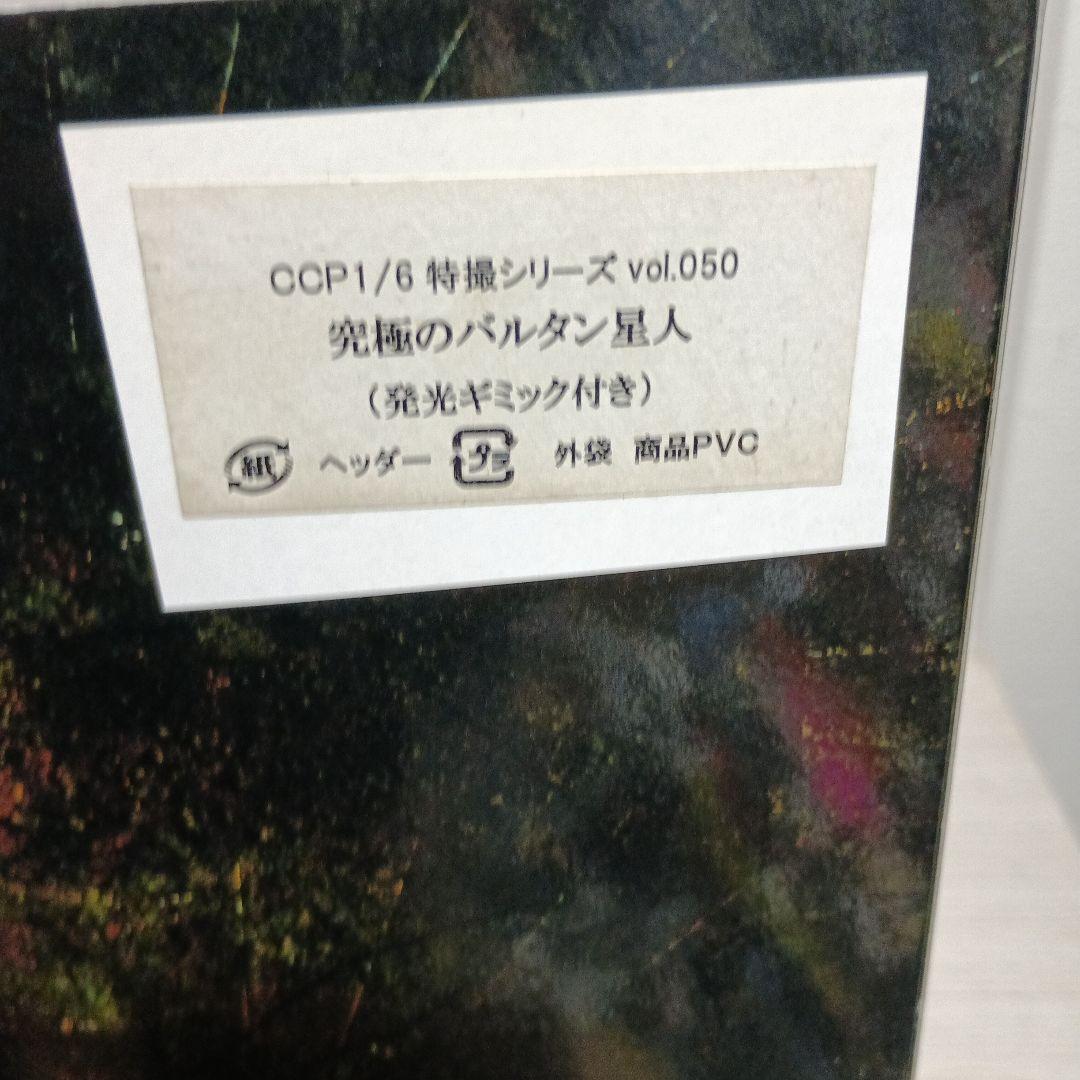 CCP1/6 特撮シリーズ vol.050
究極のバルタン星人
(発光ギミック付き)
紙 ヘッダー プラ 外袋 商品PVC